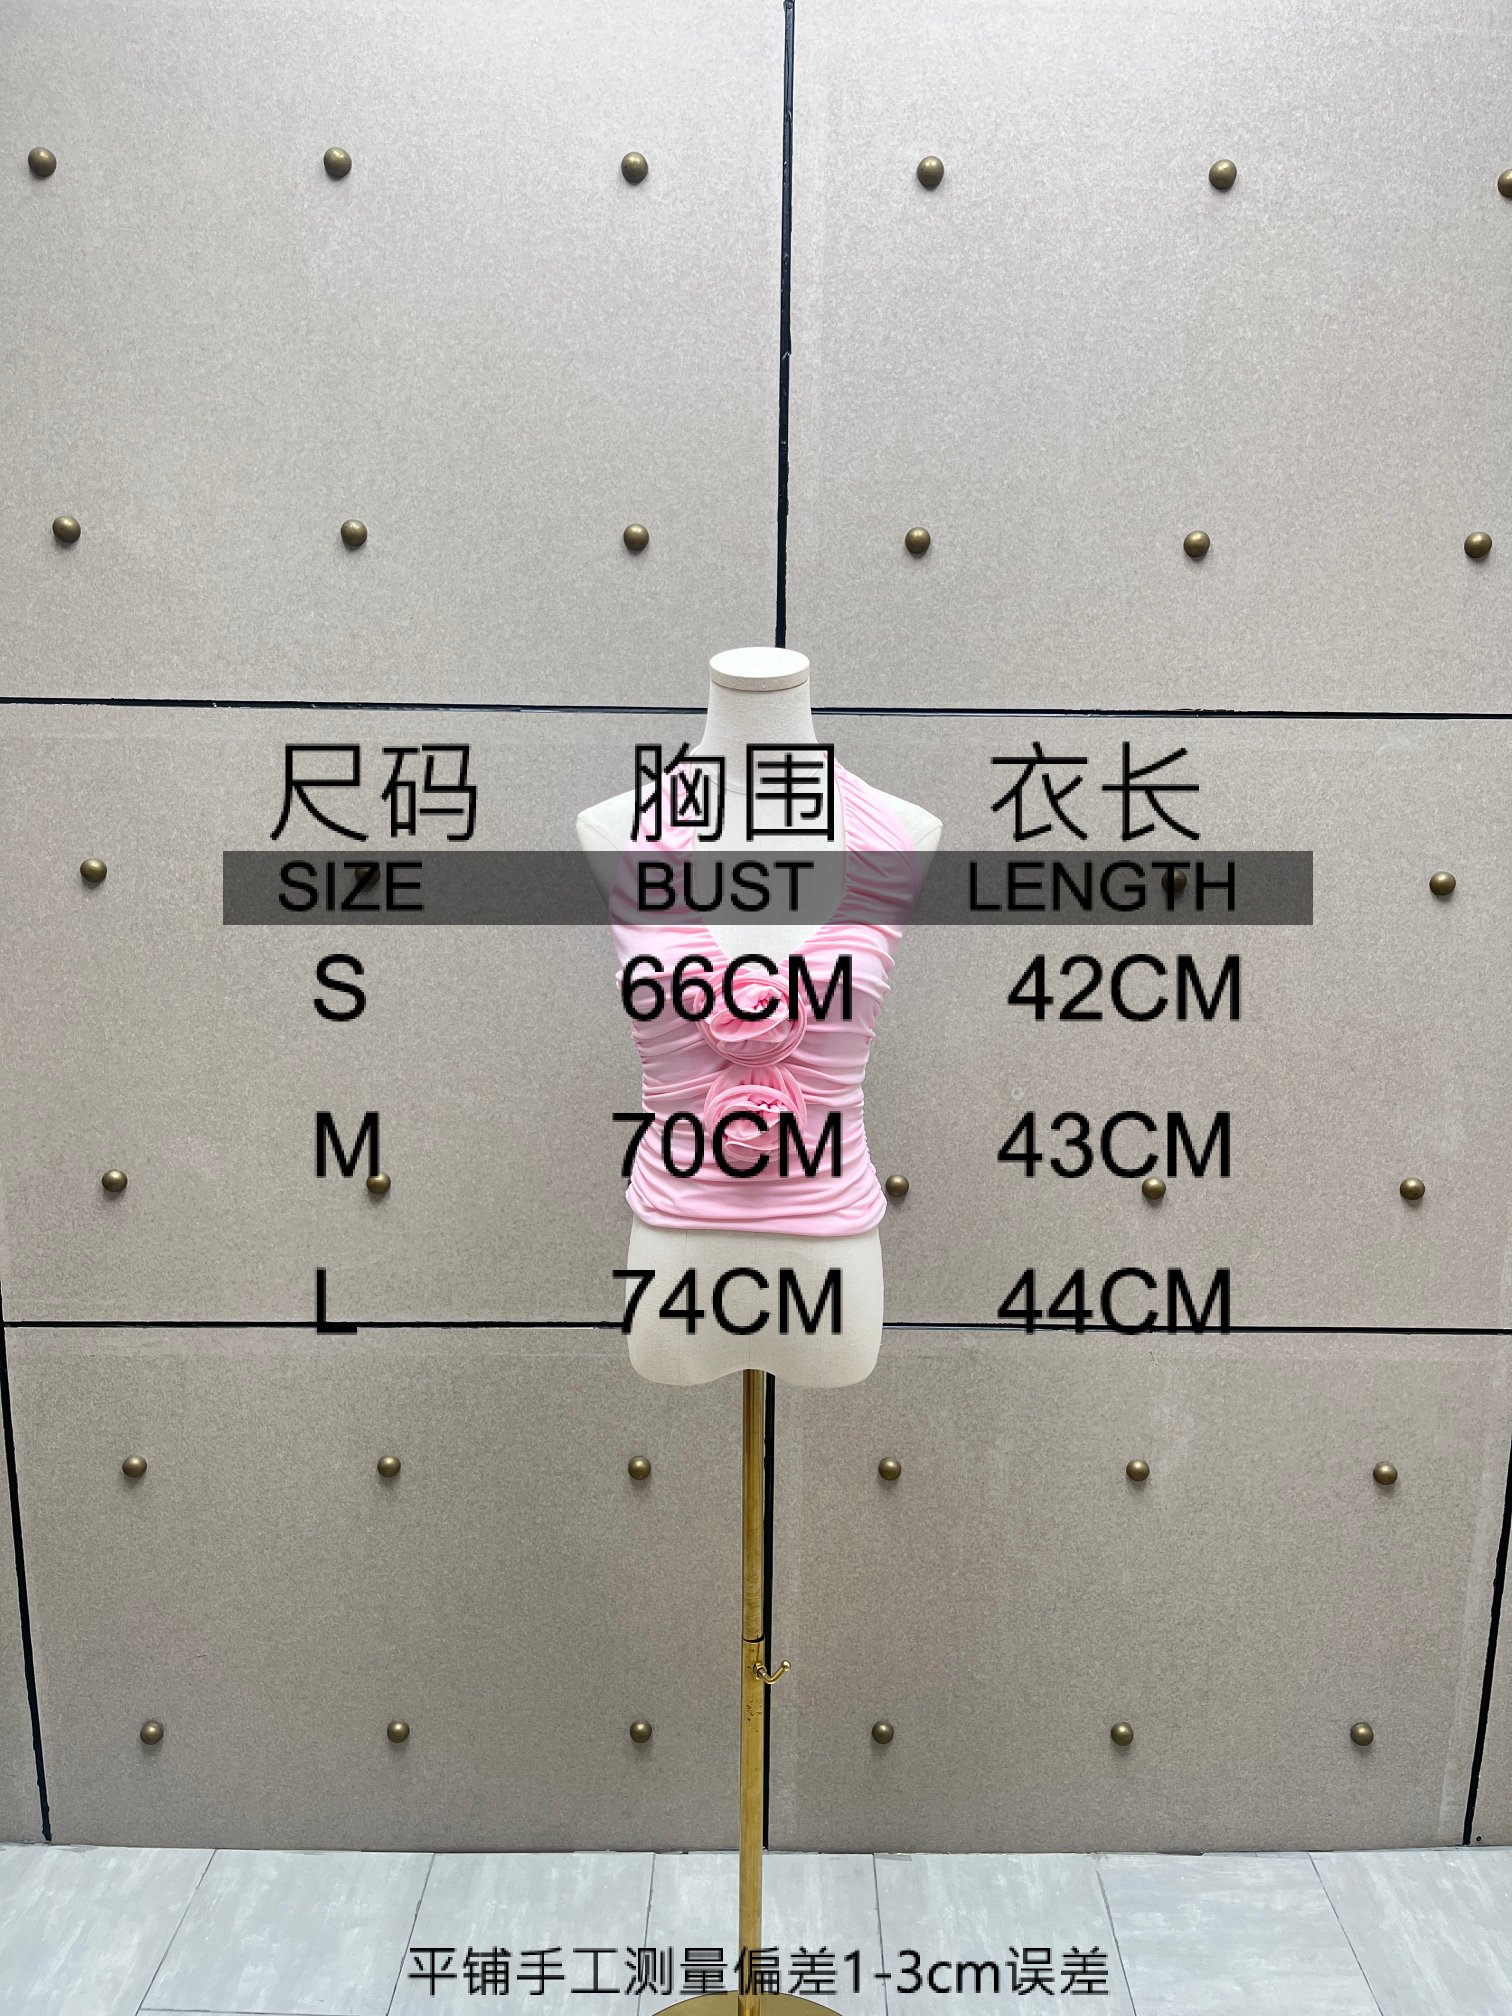 尺码 胸围 衣长
SIZE BUST LENGTH
S 66CM 42CM
M 70CM 43CM
L 74CM 44CM
平铺手工测量偏差1-3cm误差